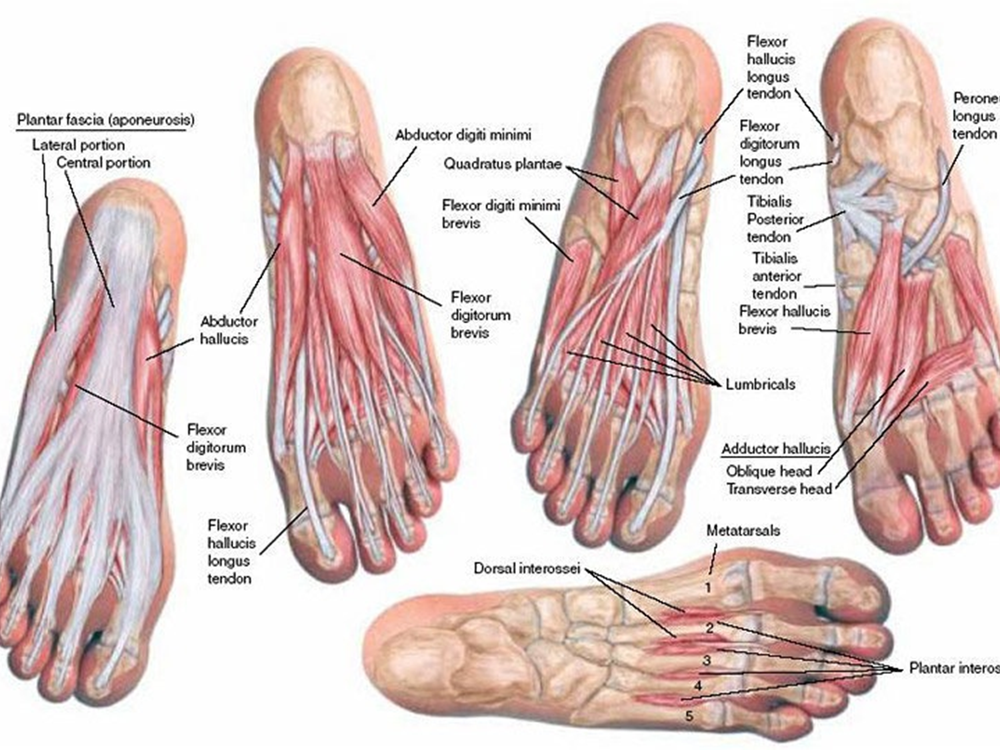 Plantar fascia (aponeurosis)
Lateral portion
Central portion
Abductor
hallucis
Flexor
digitorum
brevis
Flexor
hallucis
longus
tendon
Abductor digiti minimi
Quadratus plantae
Flexor digiti minimi
brevis
Flexor
digitorum
brevis
Flexor
hallucis
longus
tendon
Flexor
digitorum
longus
tendon
Tibialis
Posterior
tendon
Tibialis
anterior
tendon
Flexor hallucis
brevis
Lumbricals
Adductor hallucis
Oblique head
Transverse head
longus
tendon
Metatarsals
Dorsal interossei
1
2
3
4
5
Plantar